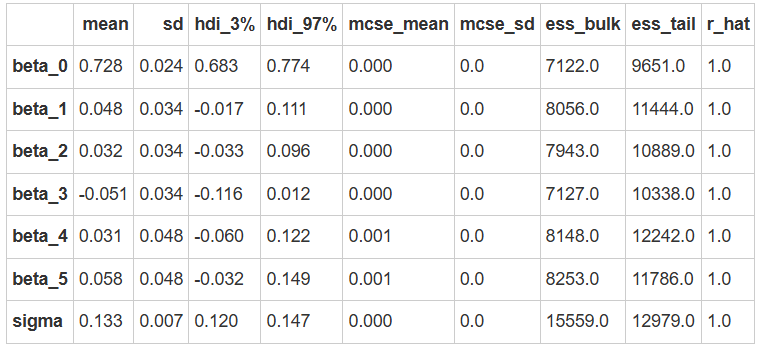 mean sd hdi_3% hdi_97% mcse_mean mcse_sd ess_bulk ess_tail r_hat
beta_0 0.728 0.024 0.683 0.774 0.000 0.0 7122.0 9651.0 1.0
beta_1 0.048 0.034 -0.017 0.111 0.000 0.0 8056.0 11444.0 1.0
beta_2 0.032 0.034 -0.033 0.096 0.000 0.0 7943.0 10889.0 1.0
beta_3 -0.051 0.034 -0.116 0.012 0.000 0.0 7127.0 10338.0 1.0
beta_4 0.031 0.048 -0.060 0.122 0.001 0.0 8148.0 12242.0 1.0
beta_5 0.058 0.048 -0.032 0.149 0.001 0.0 8253.0 11786.0 1.0
sigma 0.133 0.007 0.120 0.147 0.000 0.0 15559.0 12979.0 1.0